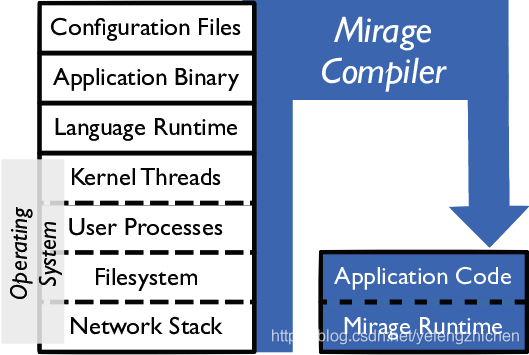 Configuration Files
Application Binary
Language Runtime
Kernel Threads
User Processes
Filesystem
Network Stack
Operating
System
Mirage
Compiler
Application Code
Mirage Runtime
https://blog.csdn.net/yefengzhichen